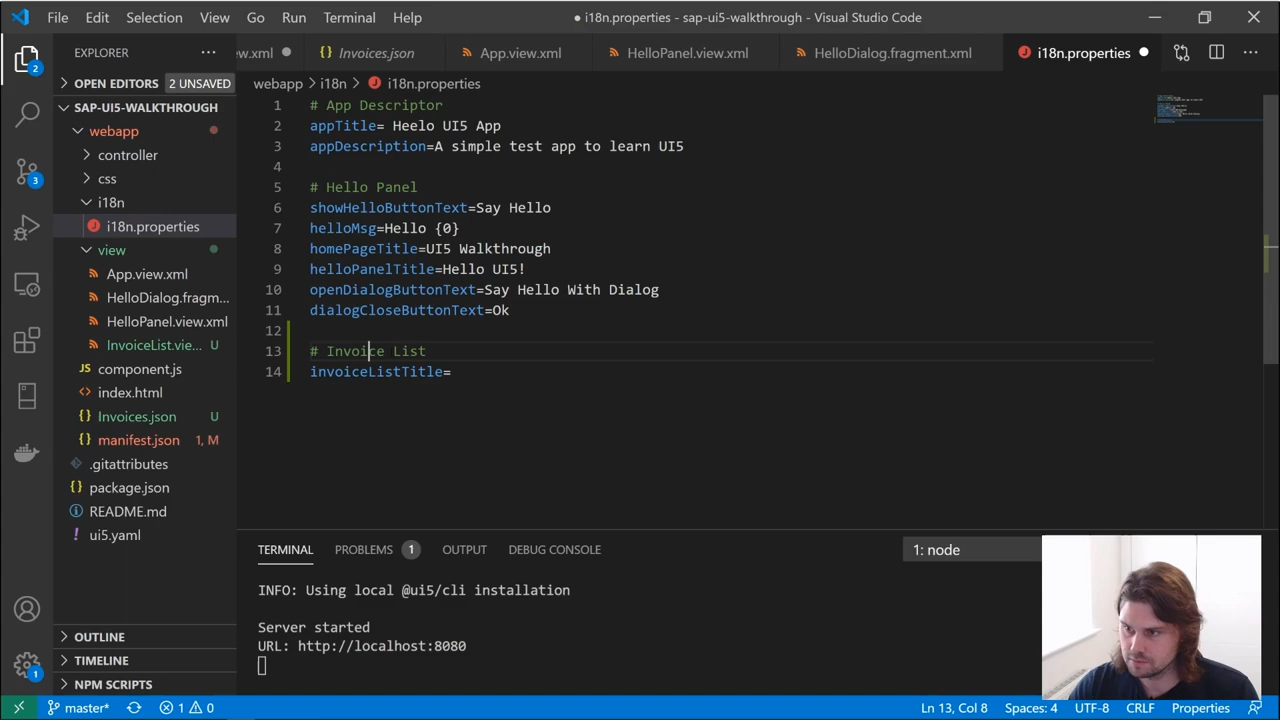 File Edit Selection View Go Run Terminal Help
● i18n.properties - sap-ui5-walkthrough - Visual Studio Code
EXPLORER
ew.xml Invoices.json App.view.xml HelloPanel.view.xml HelloDialog.fragment.xml i18n.properties
OPEN EDITORS 2 UNSAVED
SAP-UI5-WALKTHROUGH
webapp
controller
css
i18n
i18n.properties
view
App.view.xml
HelloDialog.fragm...
HelloPanel.view.xml
InvoiceList.vie... U
component.js
index.html
Invoices.json U
manifest.json 1, M
.gitattributes
package.json
README.md
ui5.yaml
OUTLINE
TIMELINE
NPM SCRIPTS
2
3
1
webapp > i18n > i18n.properties
1 # App Descriptor
2 appTitle= Heelo UI5 App
3 appDescription=A simple test app to learn UI5
4
5 # Hello Panel
6 showHelloButtonText=Say Hello
7 helloMsg=Hello {0}
8 homePageTitle=UI5 Walkthrough
9 helloPanelTitle=Hello UI5!
10 openDialogButtonText=Say Hello With Dialog
11 dialogCloseButtonText=Ok
12
13 # Invoice List
14 invoiceListTitle=
TERMINAL PROBLEMS 1 OUTPUT DEBUG CONSOLE 1: node
INFO: Using local @ui5/cli installation
Server started
URL: http://localhost:8080
master* 1 0 Ln 13, Col 8 Spaces: 4 UTF-8 CRLF Properties